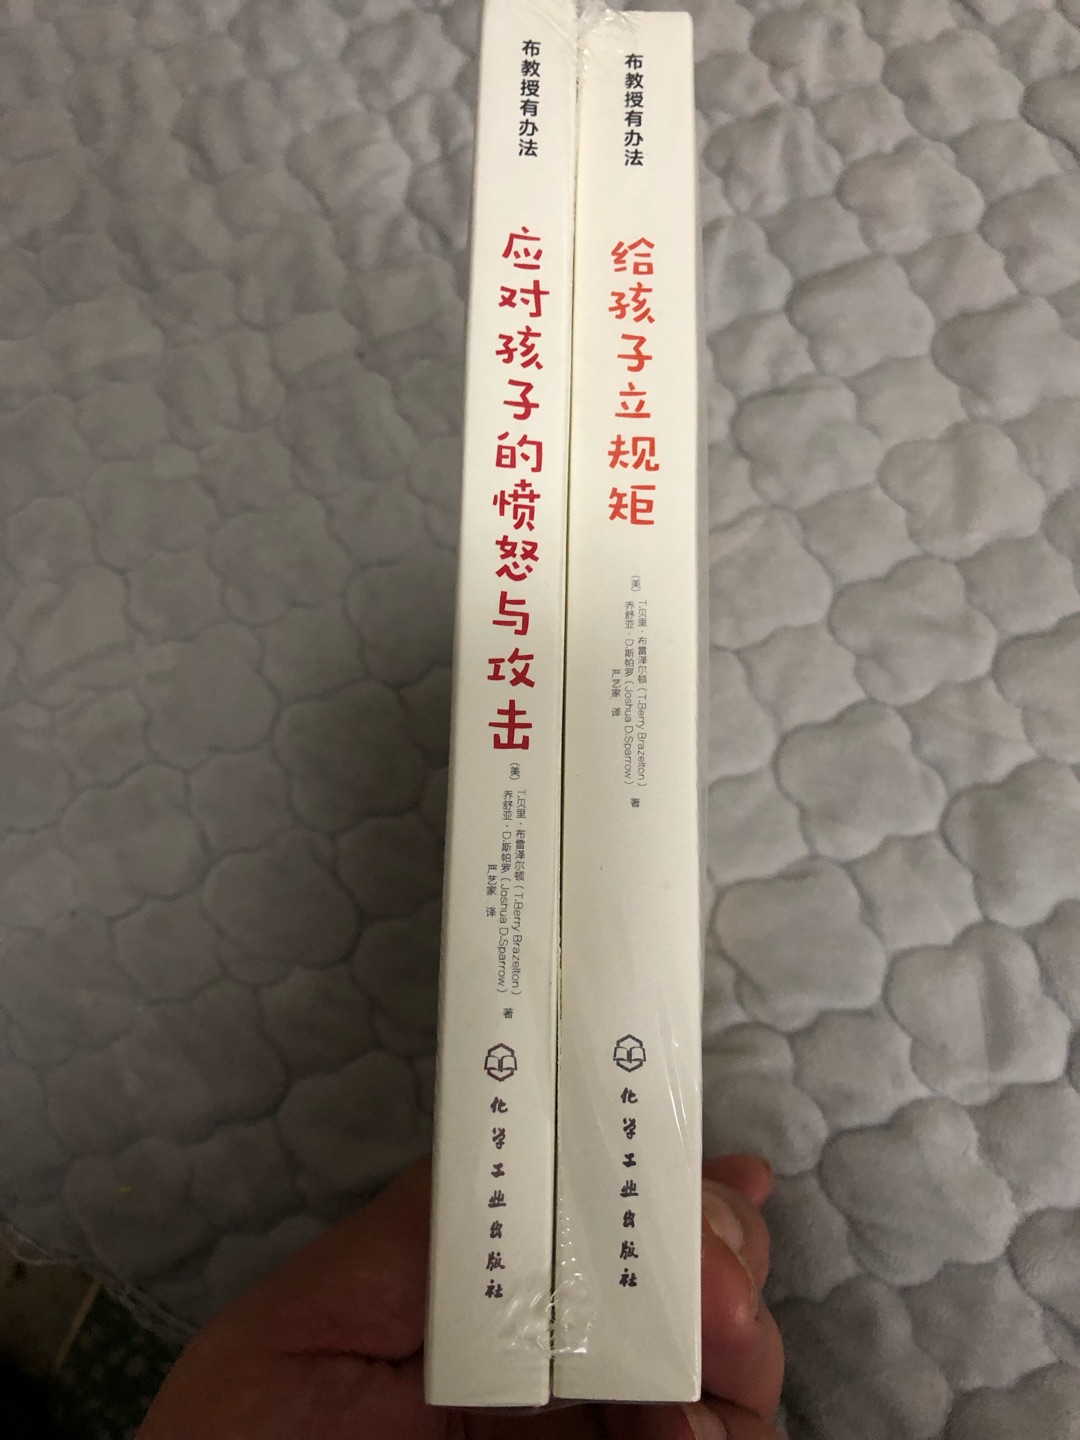 布教授有办法
应对孩子的愤怒与攻击
(美) T.贝里·布雷泽尔顿(T.Berry Brazelton)
乔舒亚·D.斯帕罗(Joshua D.Sparrow) 著
严艺家 译
化学工业出版社
布教授有办法
给孩子立规矩
(美) T.贝里·布雷泽尔顿(T.Berry Brazelton)
乔舒亚·D.斯帕罗(Joshua D.Sparrow) 著
严艺家 译
化学工业出版社